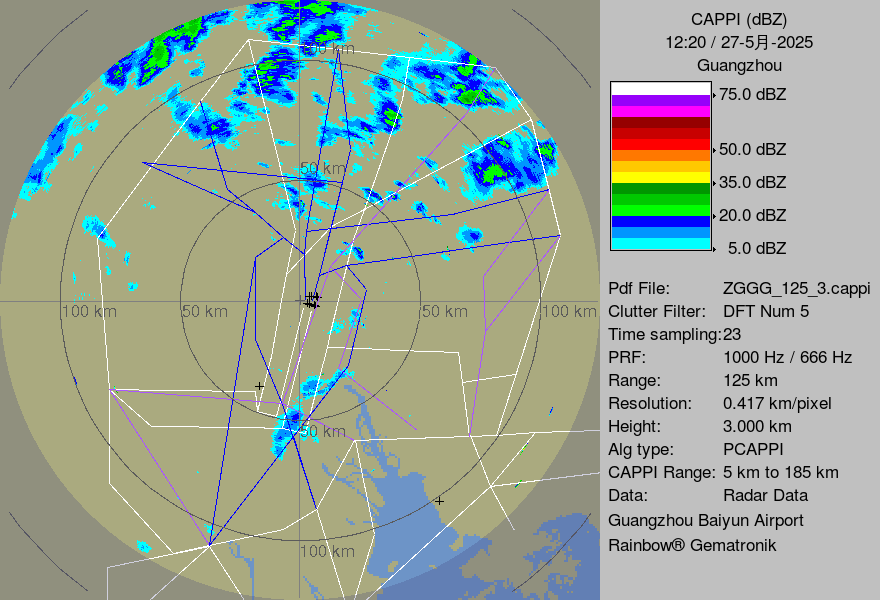 CAPPI (dBZ)
12:20 / 27-5月-2025
Guangzhou
75.0 dBZ
50.0 dBZ
35.0 dBZ
20.0 dBZ
5.0 dBZ
Pdf File: ZGGG_125_3.cappi
Clutter Filter: DFT Num 5
Time sampling:23
PRF: 1000 Hz / 666 Hz
Range: 125 km
Resolution: 0.417 km/pixel
Height: 3.000 km
Alg type: PCAPPI
CAPPI Range: 5 km to 185 km
Data: Radar Data
Guangzhou Baiyun Airport
Rainbow® Gematronik
100 km
50 km
100 km
50 km
50 km
100 km
50 km
100 km